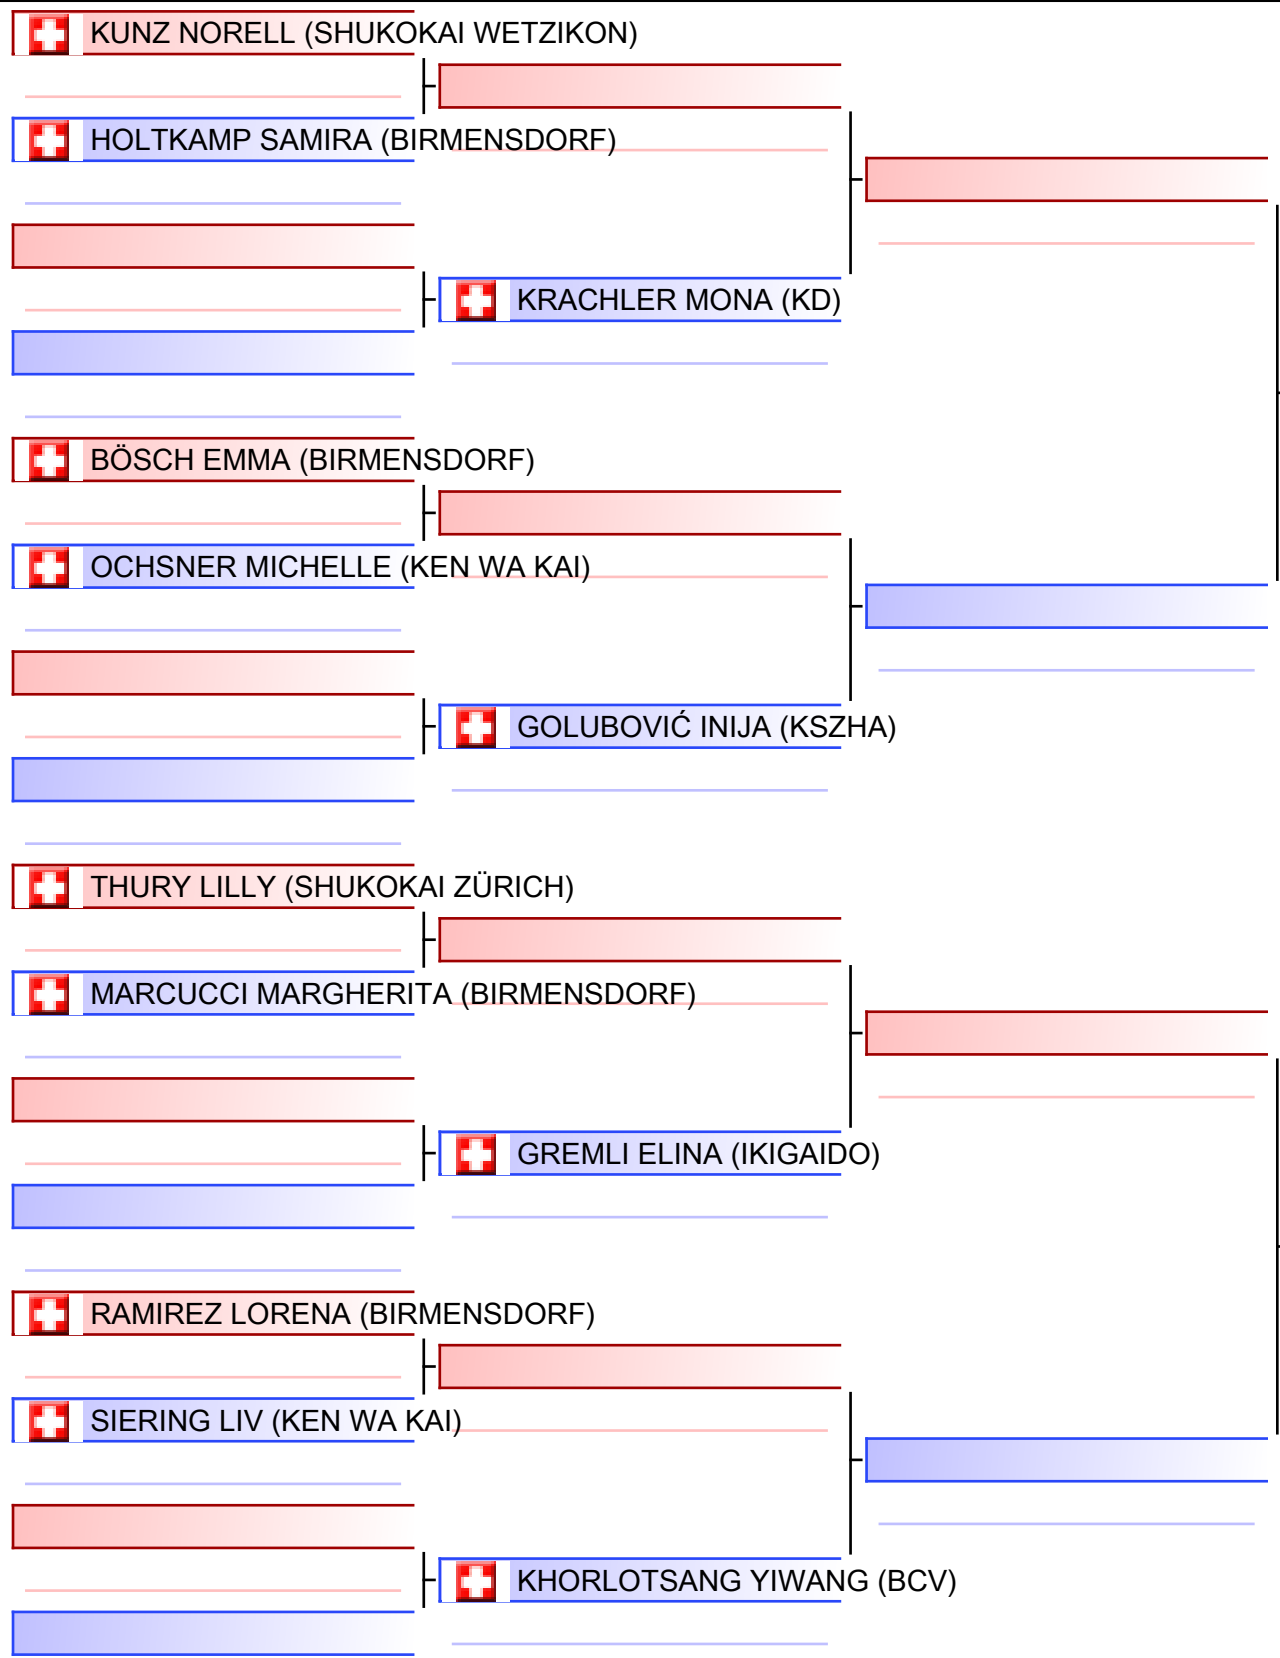 KUNZ NORELL (SHUKOKAI WETZIKON)
HOLTKAMP SAMIRA (BIRMENSDORF)
KRACHLER MONA (KD)
BÖSCH EMMA (BIRMENSDORF)
OCHSNER MICHELLE (KEN WA KAI)
GOLUBOVIĆ INIJA (KSZHA)
THURY LILLY (SHUKOKAI ZÜRICH)
MARCUCCI MARGHERITA (BIRMENSDORF)
GREMLI ELINA (IKIGAIDO)
RAMIREZ LORENA (BIRMENSDORF)
SIERING LIV (KEN WA KAI)
KHORLOTSANG YIWANG (BCV)